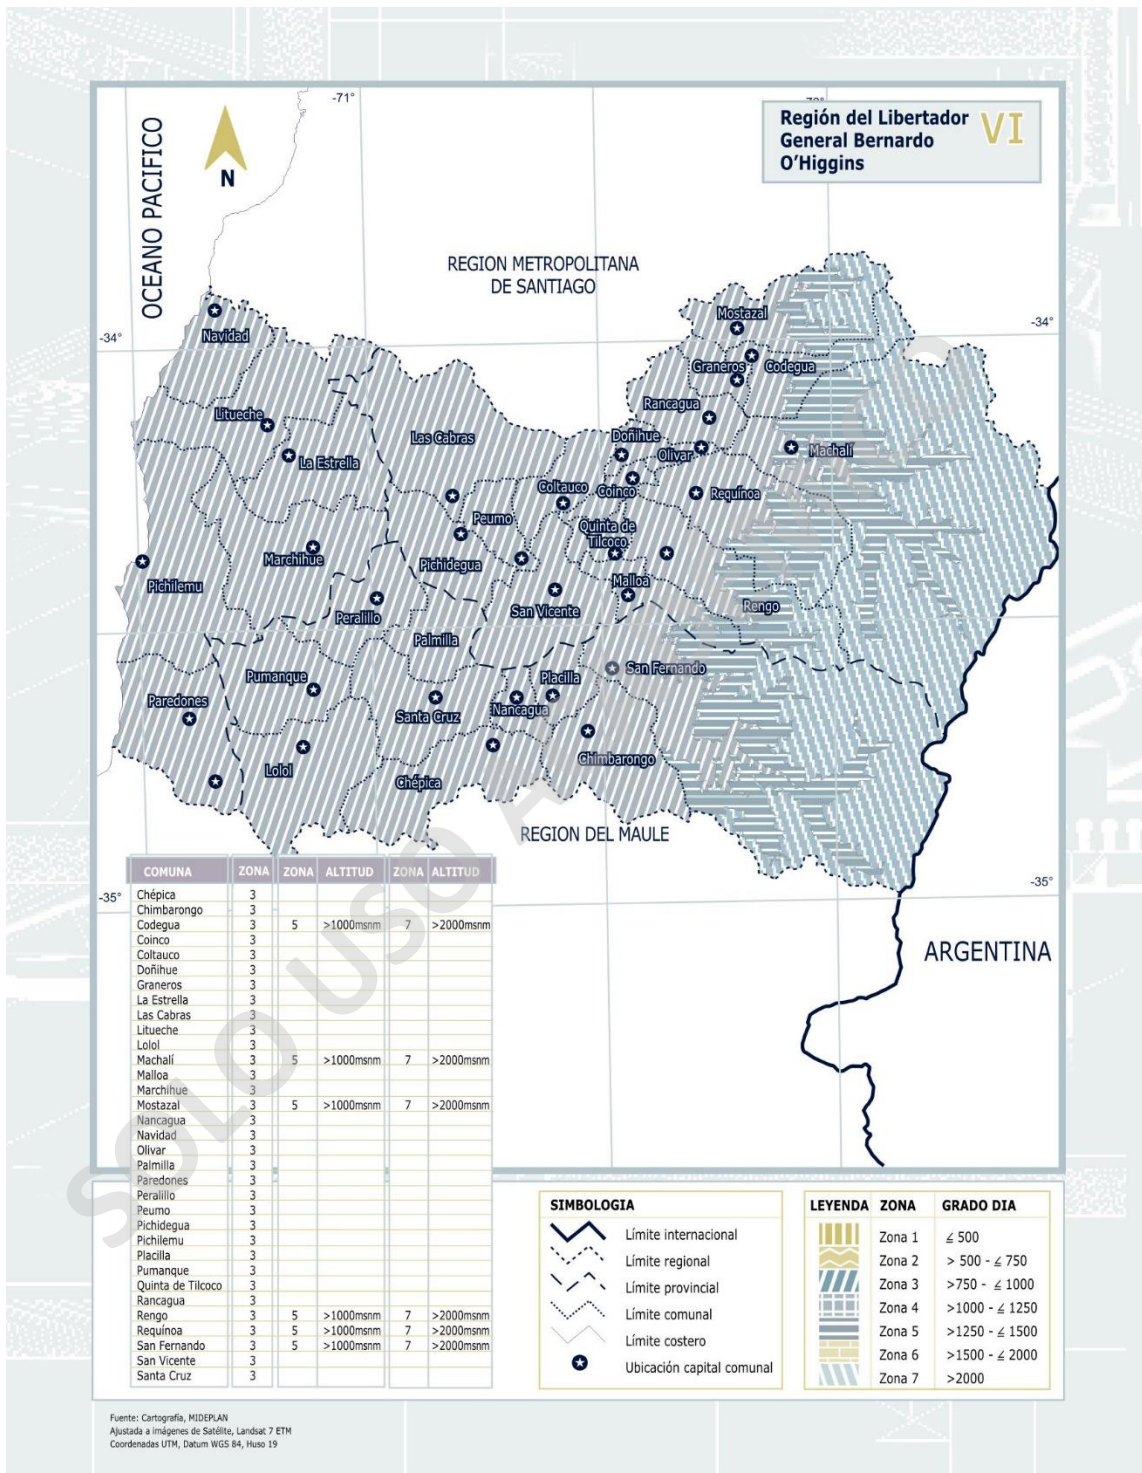 -71°
Región del Libertador
General Bernardo
O'Higgins
VI
OCEANO PACIFICO
N
REGION METROPOLITANA
DE SANTIAGO
-34°
-34°
Navidad
Mostazal
Graneros
Codegua
Litueche
Rancagua
Las Cabras
Doñihue
Olivar
Machalí
La Estrella
Coltauco
Coinco
Requínoa
Peumo
Quinta de
Tilcoco
Marchihue
Pichidegua
Malloa
Pichilemu
San Vicente
Rengo
Peralillo
Palmilla
San Fernando
Pumanque
Placilla
Paredones
Santa Cruz
Nancagua
Lolol
Chimbarongo
Chépica
REGION DEL MAULE
-35°
-35°
ARGENTINA
SOLO USO A
COMUNA ZONA ZONA ALTITUD ZONA ALTITUD
Chépica 3
Chimbarongo 3
Codegua 3 5 >1000msnm 7 >2000msnm
Coinco 3
Coltauco 3
Doñihue 3
Graneros 3
La Estrella 3
Las Cabras 3
Litueche 3
Lolol 3
Machalí 3 5 >1000msnm 7 >2000msnm
Malloa 3
Marchihue 3
Mostazal 3 5 >1000msnm 7 >2000msnm
Nancagua 3
Navidad 3
Olivar 3
Palmilla 3
Paredones 3
Peralillo 3
Peumo 3
Pichidegua 3
Pichilemu 3
Placilla 3
Pumanque 3
Quinta de Tilcoco 3
Rancagua 3
Rengo 3 5 >1000msnm 7 >2000msnm
Requínoa 3 5 >1000msnm 7 >2000msnm
San Fernando 3 5 >1000msnm 7 >2000msnm
San Vicente 3
Santa Cruz 3
SIMBOLOGIA
Límite internacional
Límite regional
Límite provincial
Límite comunal
Límite costero
Ubicación capital comunal
LEYENDA ZONA GRADO DIA
Zona 1 ≤ 500
Zona 2 > 500 - ≤ 750
Zona 3 >750 - ≤ 1000
Zona 4 >1000 - ≤ 1250
Zona 5 >1250 - ≤ 1500
Zona 6 >1500 - ≤ 2000
Zona 7 >2000
Fuente: Cartografía, MIDEPLAN
Ajustada a imágenes de Satélite, Landsat 7 ETM
Coordenadas UTM, Datum WGS 84, Huso 19